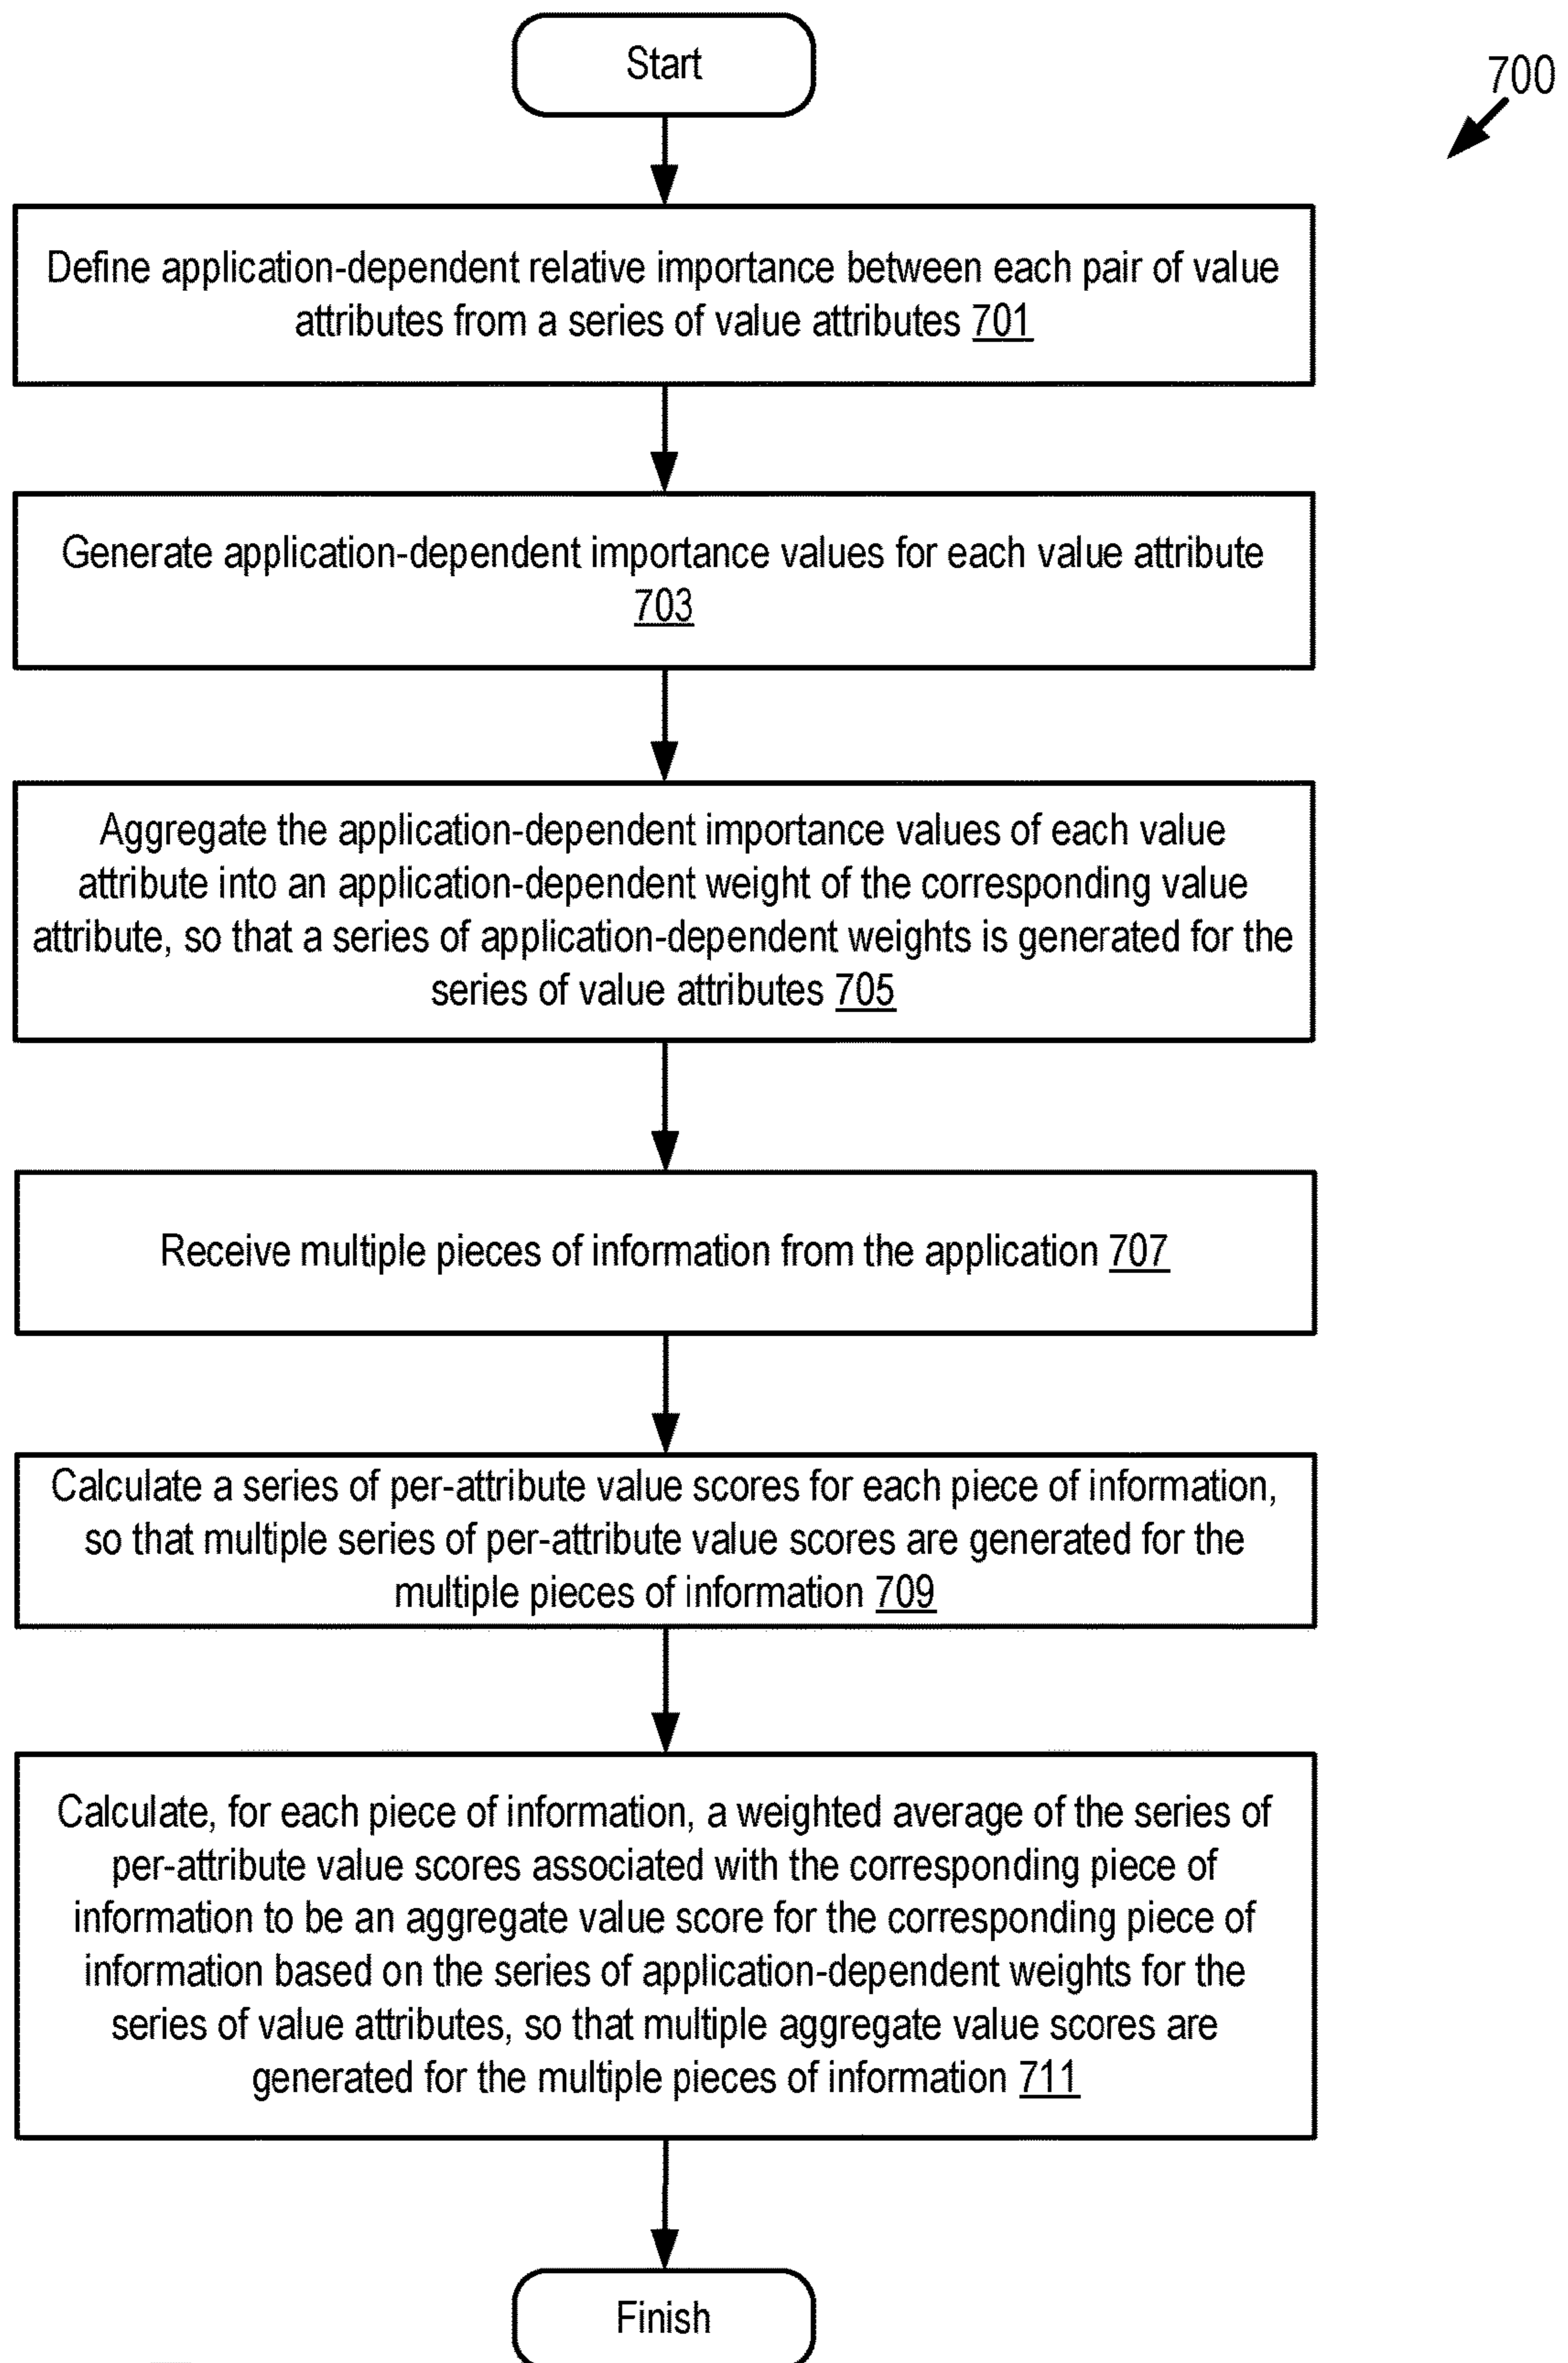 Start
700
Define application-dependent relative importance between each pair of value
attributes from a series of value attributes 701
Generate application-dependent importance values for each value attribute
703
Aggregate the application-dependent importance values of each value
attribute into an application-dependent weight of the corresponding value
attribute, so that a series of application-dependent weights is generated for the
series of value attributes 705
Receive multiple pieces of information from the application 707
Calculate a series of per-attribute value scores for each piece of information,
so that multiple series of per-attribute value scores are generated for the
multiple pieces of information 709
Calculate, for each piece of information, a weighted average of the series of
per-attribute value scores associated with the corresponding piece of
information to be an aggregate value score for the corresponding piece of
information based on the series of application-dependent weights for the
series of value attributes, so that multiple aggregate value scores are
generated for the multiple pieces of information 711
Finish